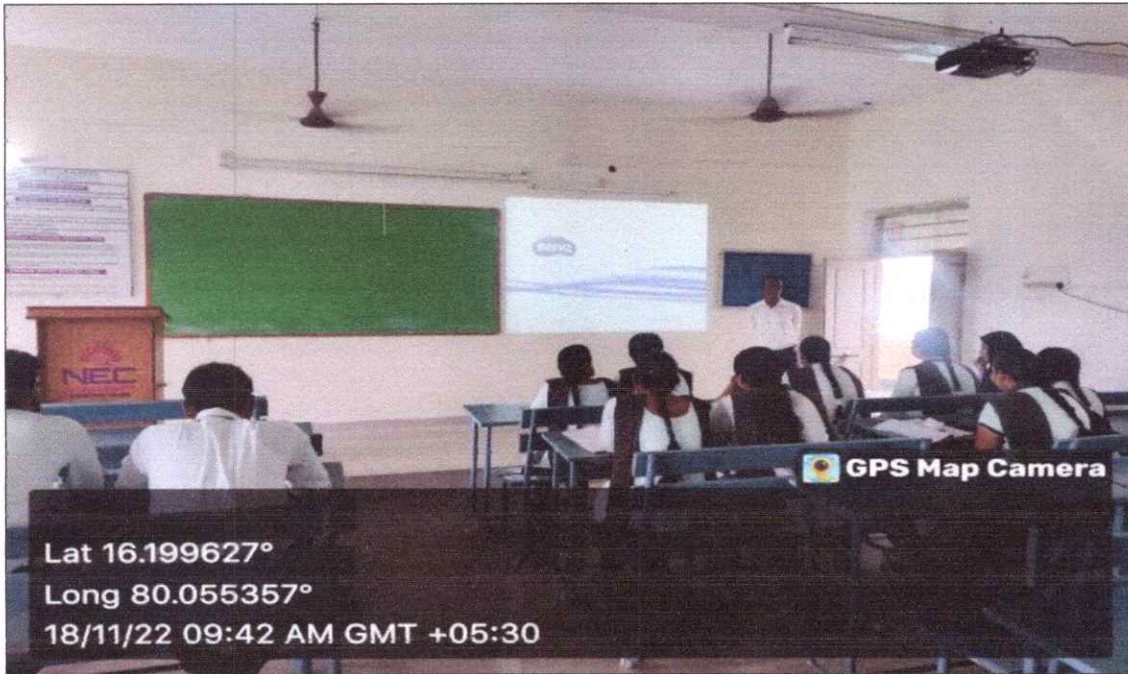 BenQ
NEC
GPS Map Camera
Lat 16.199627°
Long 80.055357°
18/11/22 09:42 AM GMT +05:30